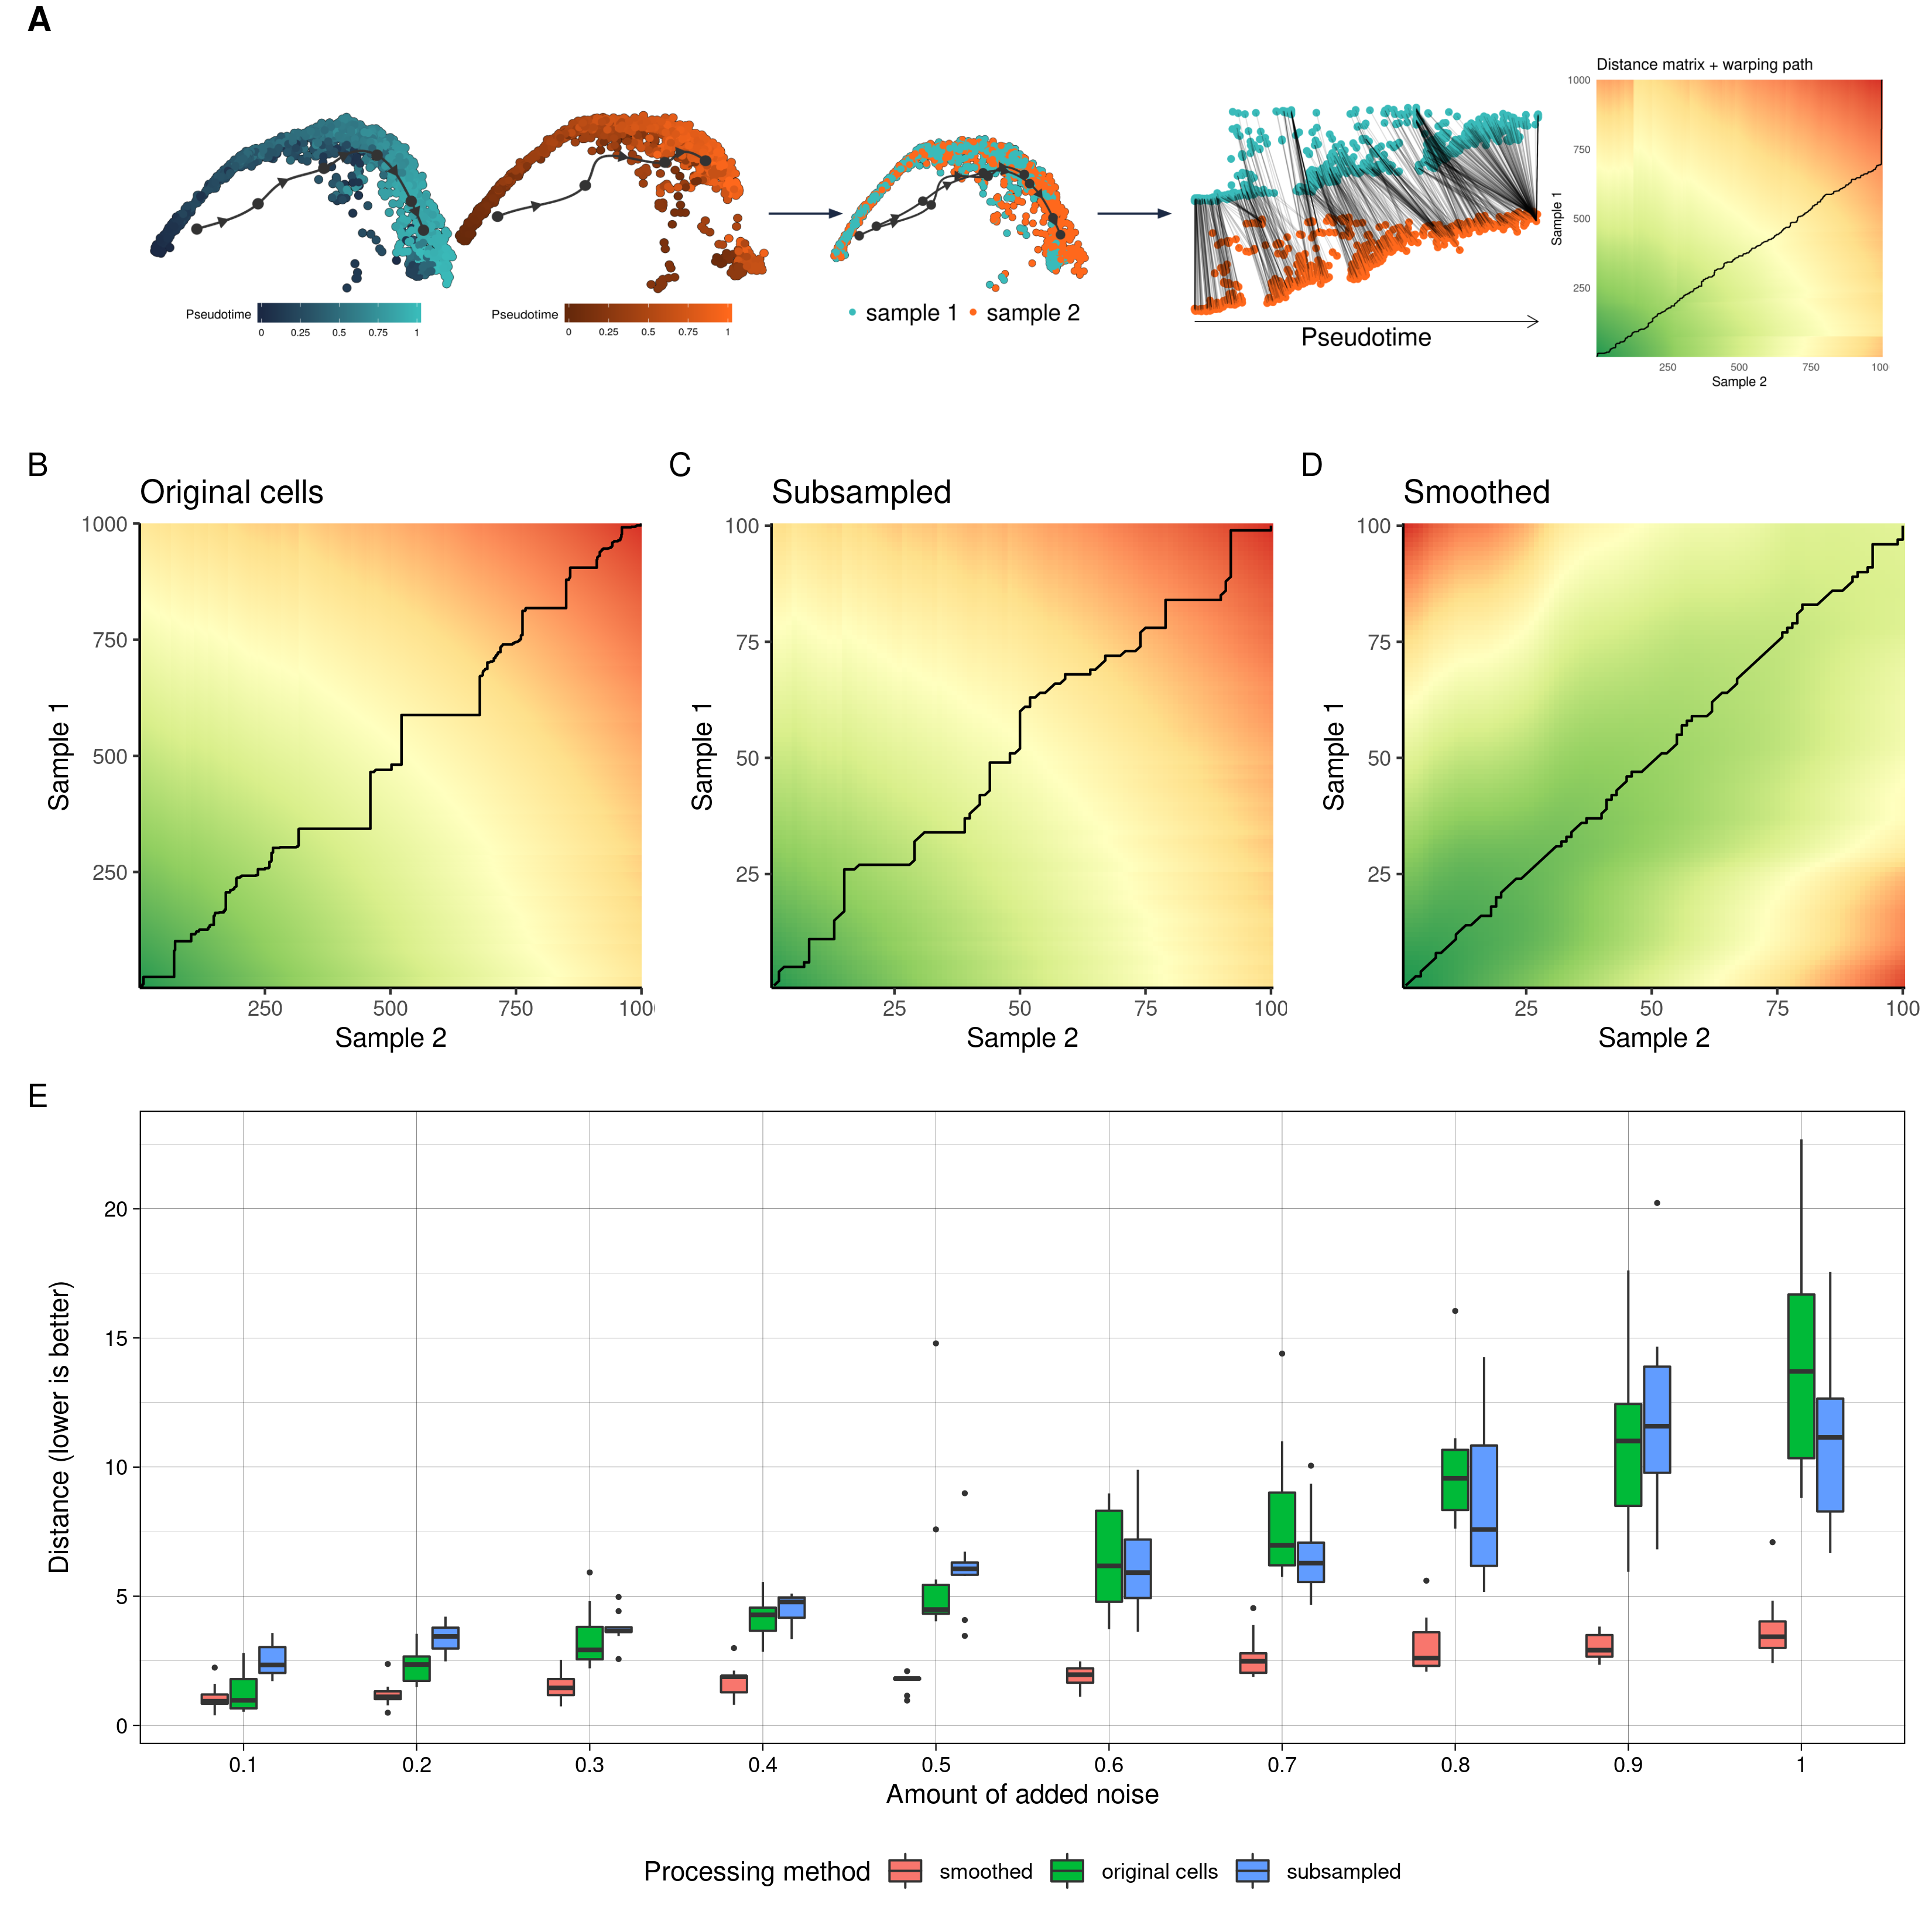 A
Distance matrix + warping path
1000
750
500
250
Sample 1
250 500 750 100
Sample 2
Pseudotime
0 0.25 0.5 0.75 1
Pseudotime
0 0.25 0.5 0.75 1
sample 1 sample 2
Pseudotime
B
Original cells
1000
750
500
250
Sample 1
250 500 750 100
Sample 2
C
Subsampled
100
75
50
25
Sample 1
25 50 75 100
Sample 2
D
Smoothed
100
75
50
25
Sample 1
25 50 75 100
Sample 2
E
20
15
10
5
0
Distance (lower is better)
0.1 0.2 0.3 0.4 0.5 0.6 0.7 0.8 0.9 1
Amount of added noise
Processing method smoothed original cells subsampled